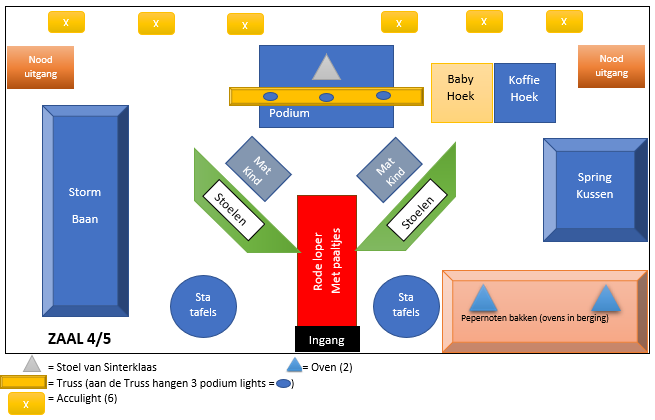 X
X
X
X
X
X
Nood
uitgang
Nood
uitgang
Baby
Hoek
Koffie
Hoek
Podium
Mat
Kind
Mat
Kind
Storm
Baan
Stoelen
Stoelen
Spring
Kussen
Rode loper
Met paaltjes
Sta
tafels
Sta
tafels
Pepernoten bakken (ovens in berging)
ZAAL 4/5
Ingang
= Stoel van Sinterklaas
= Oven (2)
= Truss (aan de Truss hangen 3 podium lights = )
X = Acculight (6)